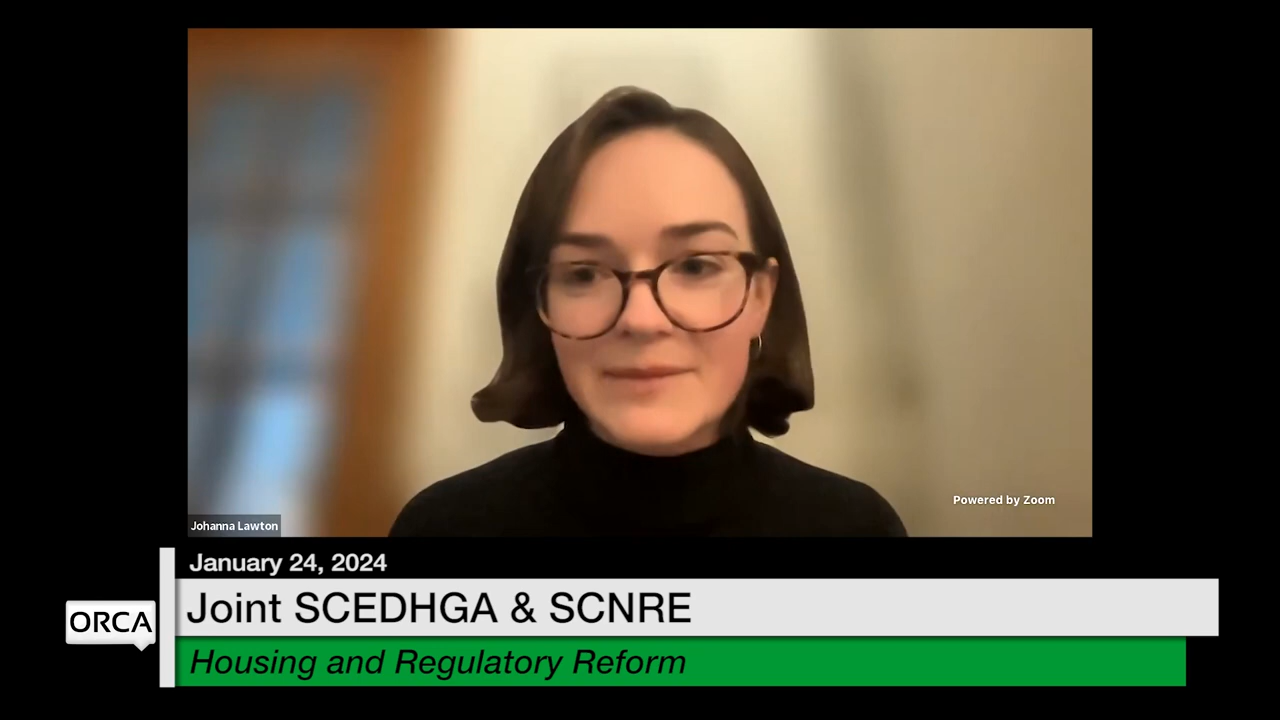 Powered by Zoom
Johanna Lawton
January 24, 2024
Joint SCEDHGA & SCNRE
ORCA
Housing and Regulatory Reform